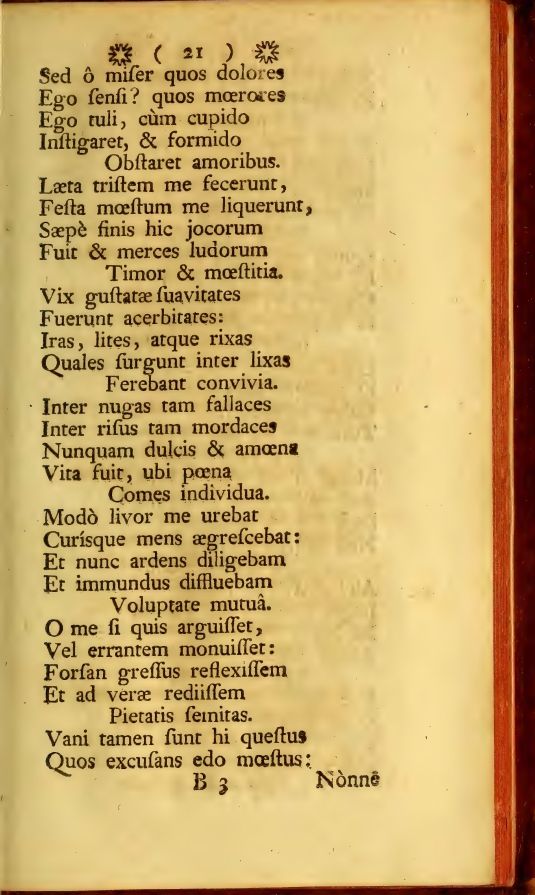 ( 21 )
Sed ô miſer quos dolores
Ego ſenſi? quos mœrores
Ego tuli, cùm cupido
Inſtigaret, & formido
Obſtaret amoribus.
Læta triſtem me fecerunt,
Feſta mœſtum me liquerunt,
Sæpè finis hic jocorum
Fuit & merces ludorum
Timor & mœſtitia.
Vix guſtatæ ſuavitates
Fuerunt acerbitates:
Iras, lites, atque rixas
Quales ſurgunt inter lixas
Ferebant convivia.
Inter nugas tam fallaces
Inter riſus tam mordaces
Nunquam dulcis & amœna
Vita fuit, ubi pœna
Comes individua.
Modò livor me urebat
Curíſque mens ægreſcebat:
Et nunc ardens diligebam
Et immundus diffluebam
Voluptate mutuâ.
O me ſi quis arguiſſet,
Vel errantem monuiſſet:
Forſan greſſus reflexiſſem
Et ad veræ rediiſſem
Pietatis ſemitas.
Vani tamen ſunt hi queſtus
Quos excuſans edo mœſtus:
B 3 Nònnè